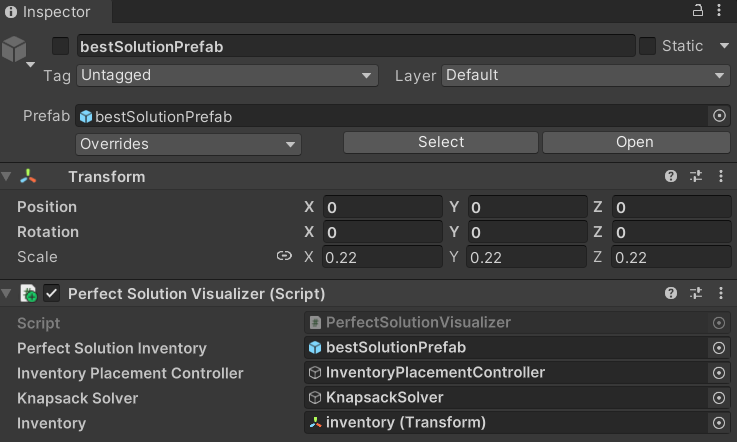 Inspector
bestSolutionPrefab Static
Tag Untagged Layer Default
Prefab bestSolutionPrefab
Overrides Select Open
Transform
Position X 0 Y 0 Z 0
Rotation X 0 Y 0 Z 0
Scale X 0.22 Y 0.22 Z 0.22
Perfect Solution Visualizer (Script)
Script PerfectSolutionVisualizer
Perfect Solution Inventory bestSolutionPrefab
Inventory Placement Controller InventoryPlacementController
Knapsack Solver KnapsackSolver
Inventory inventory (Transform)